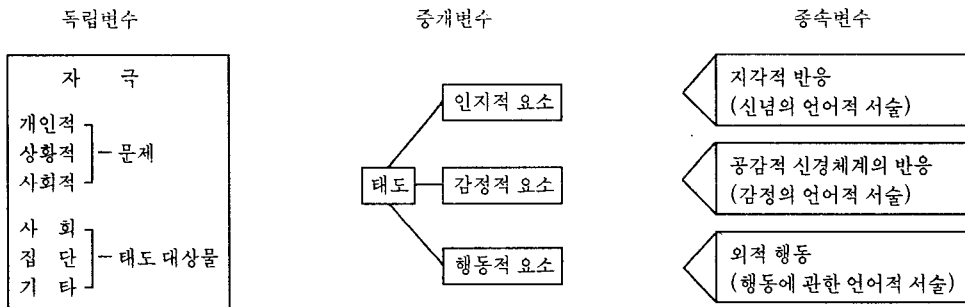 독립변수
중개변수
종속변수
자 극
개인적
상황적 문제
사회적
사 회
집 단 태도 대상물
기 타
태도
인지적 요소
감정적 요소
행동적 요소
지각적 반응
(신념의 언어적 서술)
공감적 신경체계의 반응
(감정의 언어적 서술)
외적 행동
(행동에 관한 언어적 서술)